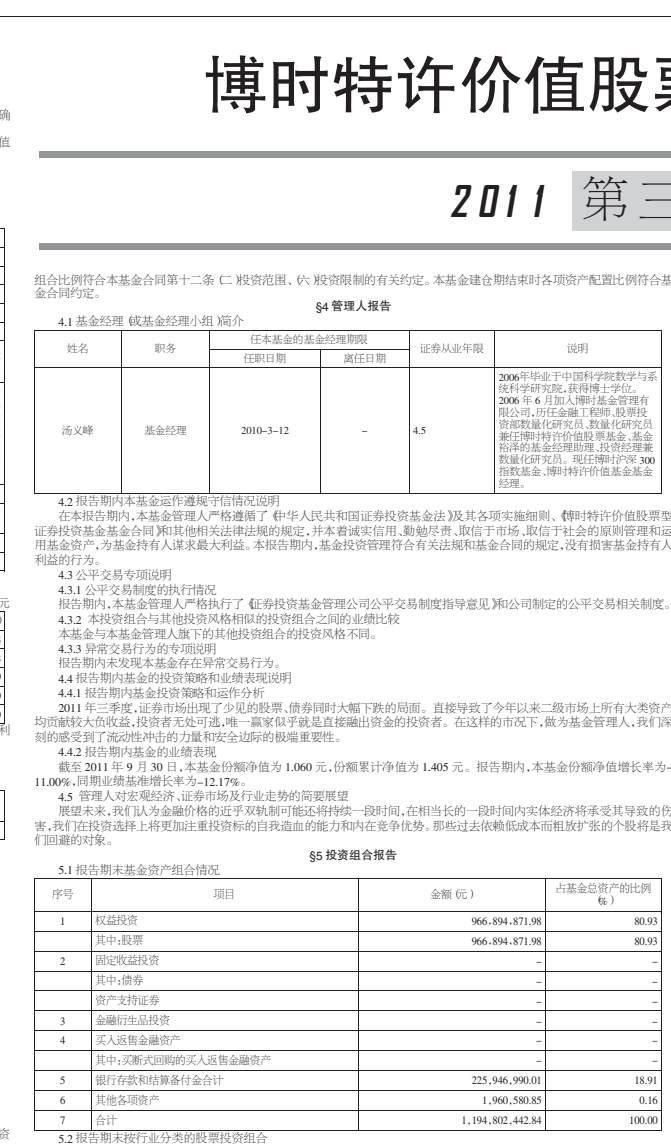 博时特许价值股票
2011 第三
确
值
元
利
资
组合比例符合本基金合同第十二条(二)投资范围、(六)投资限制的有关约定。本基金建仓期结束时各项资产配置比例符合基
金合同约定。
§4 管理人报告
4.1 基金经理(或基金经理小组)简介
姓名 职务 任本基金的基金经理期限 证券从业年限 说明
任职日期 离任日期
汤义峰 基金经理 2010-3-12 - 4.5
2006年毕业于中国科学院数学与系
统科学研究院,获得博士学位。
2006 年 6 月加入博时基金管理有
限公司,历任金融工程师、股票投
资部数量化研究员、数量化研究员
兼任博时特许价值股票基金、基金
裕泽的基金经理助理、投资经理兼
数量化研究员。现任博时沪深 300
指数基金、博时特许价值基金基金
经理。
4.2 报告期内本基金运作遵规守信情况说明
在本报告期内,本基金管理人严格遵循了《中华人民共和国证券投资基金法》及其各项实施细则、《博时特许价值股票型
证券投资基金基金合同》和其他相关法律法规的规定,并本着诚实信用、勤勉尽责、取信于市场、取信于社会的原则管理和运
用基金资产,为基金持有人谋求最大利益。本报告期内,基金投资管理符合有关法规和基金合同的规定,没有损害基金持有人
利益的行为。
4.3 公平交易专项说明
4.3.1 公平交易制度的执行情况
报告期内,本基金管理人严格执行了《证券投资基金管理公司公平交易制度指导意见》和公司制定的公平交易相关制度。
4.3.2 本投资组合与其他投资风格相似的投资组合之间的业绩比较
本基金与本基金管理人旗下的其他投资组合的投资风格不同。
4.3.3 异常交易行为的专项说明
报告期内未发现本基金存在异常交易行为。
4.4 报告期内基金的投资策略和业绩表现说明
4.4.1 报告期内基金投资策略和运作分析
2011 年三季度,证券市场出现了少见的股票、债券同时大幅下跌的局面。直接导致了今年以来二级市场上所有大类资产
均贡献较大负收益,投资者无处可逃,唯一赢家似乎就是直接融出资金的投资者。在这样的市况下,做为基金管理人,我们深
刻的感受到了流动性冲击的力量和安全边际的极端重要性。
4.4.2 报告期内基金的业绩表现
截至 2011 年 9 月 30 日,本基金份额净值为 1.060 元,份额累计净值为 1.405 元。报告期内,本基金份额净值增长率为-
11.00%,同期业绩基准增长率为-12.17%。
4.5 管理人对宏观经济、证券市场及行业走势的简要展望
展望未来,我们认为金融价格的近乎双轨制可能还将持续一段时间,在相当长的一段时间内实体经济将承受其导致的伤
害,我们在投资选择上将更加注重投资标的自我造血的能力和内在竞争优势。那些过去依赖低成本而粗放扩张的个股将是我
们回避的对象。
§5 投资组合报告
5.1 报告期末基金资产组合情况
序号 项目 金额(元) 占基金总资产的比例
(%)
1 权益投资 966,894,871.98 80.93
其中:股票 966,894,871.98 80.93
2 固定收益投资 - -
其中:债券 - -
资产支持证券 - -
3 金融衍生品投资 - -
4 买入返售金融资产 - -
其中:买断式回购的买入返售金融资产 - -
5 银行存款和结算备付金合计 225,946,990.01 18.91
6 其他各项资产 1,960,580.85 0.16
7 合计 1,194,802,442.84 100.00
5.2 报告期末按行业分类的股票投资组合